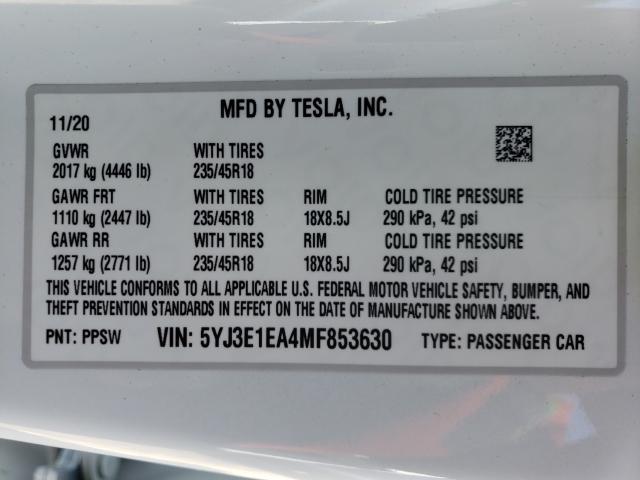 MFD BY TESLA, INC.
11/20
GVWR WITH TIRES
2017 kg (4446 lb) 235/45R18
GAWR FRT WITH TIRES RIM COLD TIRE PRESSURE
1110 kg (2447 lb) 235/45R18 18X8.5J 290 kPa, 42 psi
GAWR RR WITH TIRES RIM COLD TIRE PRESSURE
1257 kg (2771 lb) 235/45R18 18X8.5J 290 kPa, 42 psi
THIS VEHICLE CONFORMS TO ALL APPLICABLE U.S. FEDERAL MOTOR VEHICLE SAFETY, BUMPER, AND
THEFT PREVENTION STANDARDS IN EFFECT ON THE DATE OF MANUFACTURE SHOWN ABOVE.
PNT: PPSW VIN: 5YJ3E1EA4MF853630 TYPE: PASSENGER CAR